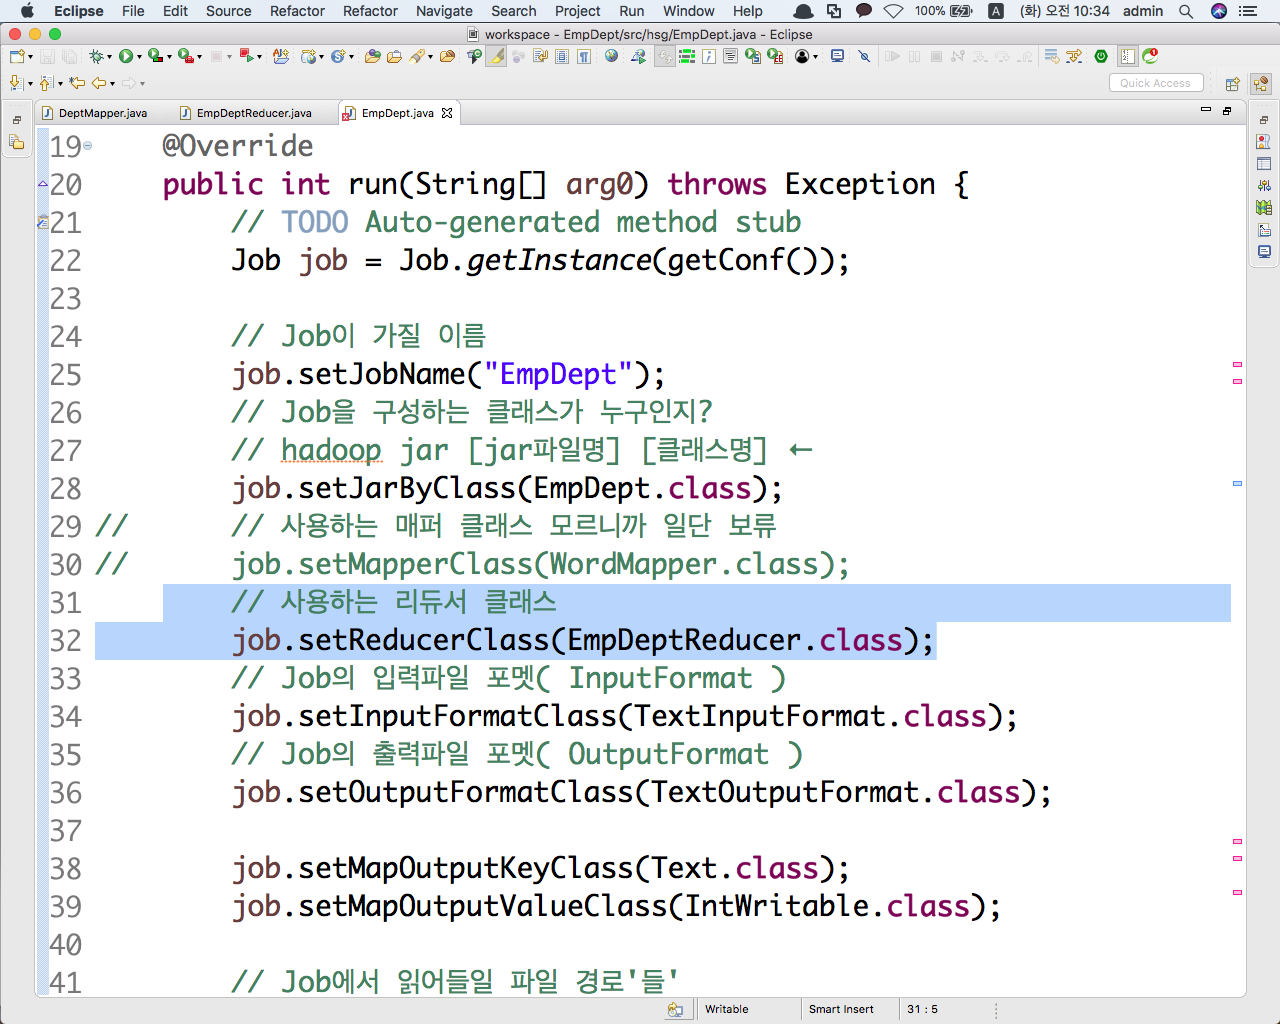 Eclipse File Edit Source Refactor Refactor Navigate Search Project Run Window Help 100% A (화) 오전 10:34 admin
workspace - EmpDept/src/hsg/EmpDept.java - Eclipse
Quick Access
DeptMapper.java EmpDeptReducer.java EmpDept.java
19 @Override
20 public int run(String[] arg0) throws Exception {
21 // TODO Auto-generated method stub
22 Job job = Job.getInstance(getConf());
23
24 // Job이 가질 이름
25 job.setJobName("EmpDept");
26 // Job을 구성하는 클래스가 누구인지?
27 // hadoop jar [jar파일명] [클래스명] ←
28 job.setJarByClass(EmpDept.class);
29 // // 사용하는 매퍼 클래스 모르니까 일단 보류
30 // job.setMapperClass(WordMapper.class);
31 // 사용하는 리듀서 클래스
32 job.setReducerClass(EmpDeptReducer.class);
33 // Job의 입력파일 포멧( InputFormat )
34 job.setInputFormatClass(TextInputFormat.class);
35 // Job의 출력파일 포멧( OutputFormat )
36 job.setOutputFormatClass(TextOutputFormat.class);
37
38 job.setMapOutputKeyClass(Text.class);
39 job.setMapOutputValueClass(IntWritable.class);
40
41 // Job에서 읽어들일 파일 경로'들'
Writable Smart Insert 31 : 5